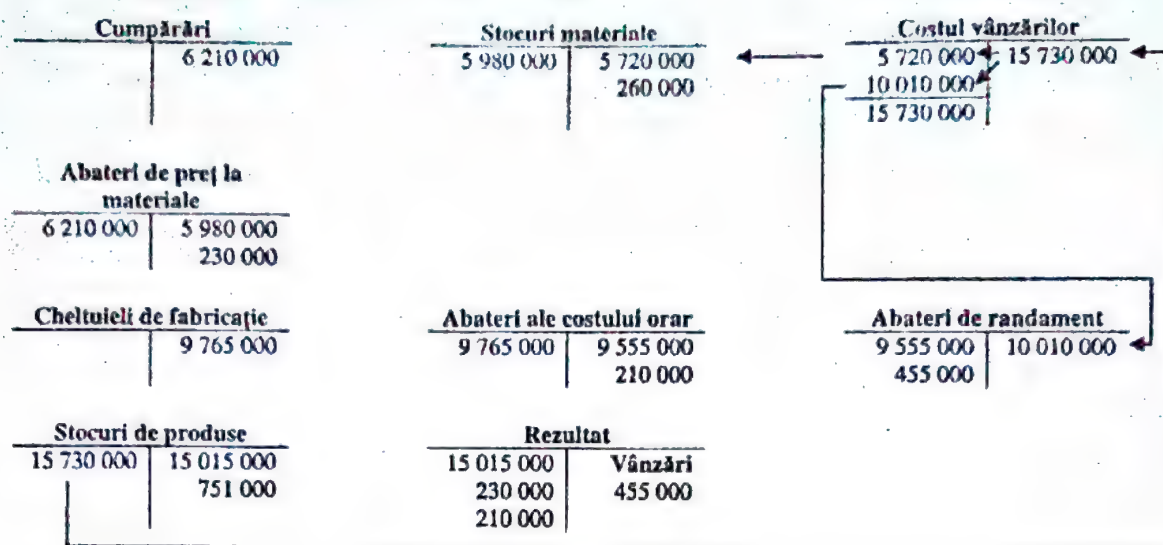 Cumpărări
6 210 000
Stocuri materiale
5 980 000 5 720 000
260 000
Costul vânzărilor
5 720 000 15 730 000
10 010 000
15 730 000
Abateri de preț la
materiale
6 210 000 5 980 000
230 000
Cheltuieli de fabricație
9 765 000
Abateri ale costului orar
9 765 000 9 555 000
210 000
Abateri de randament
9 555 000 10 010 000
455 000
Stocuri de produse
15 730 000 15 015 000
751 000
Rezultat
15 015 000 Vânzări
230 000 455 000
210 000